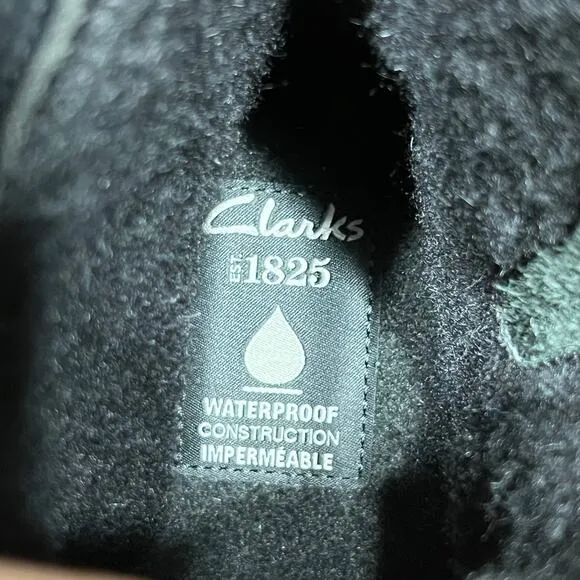 Clarks
EST 1825
WATERPROOF
CONSTRUCTION
IMPERMÉABLE